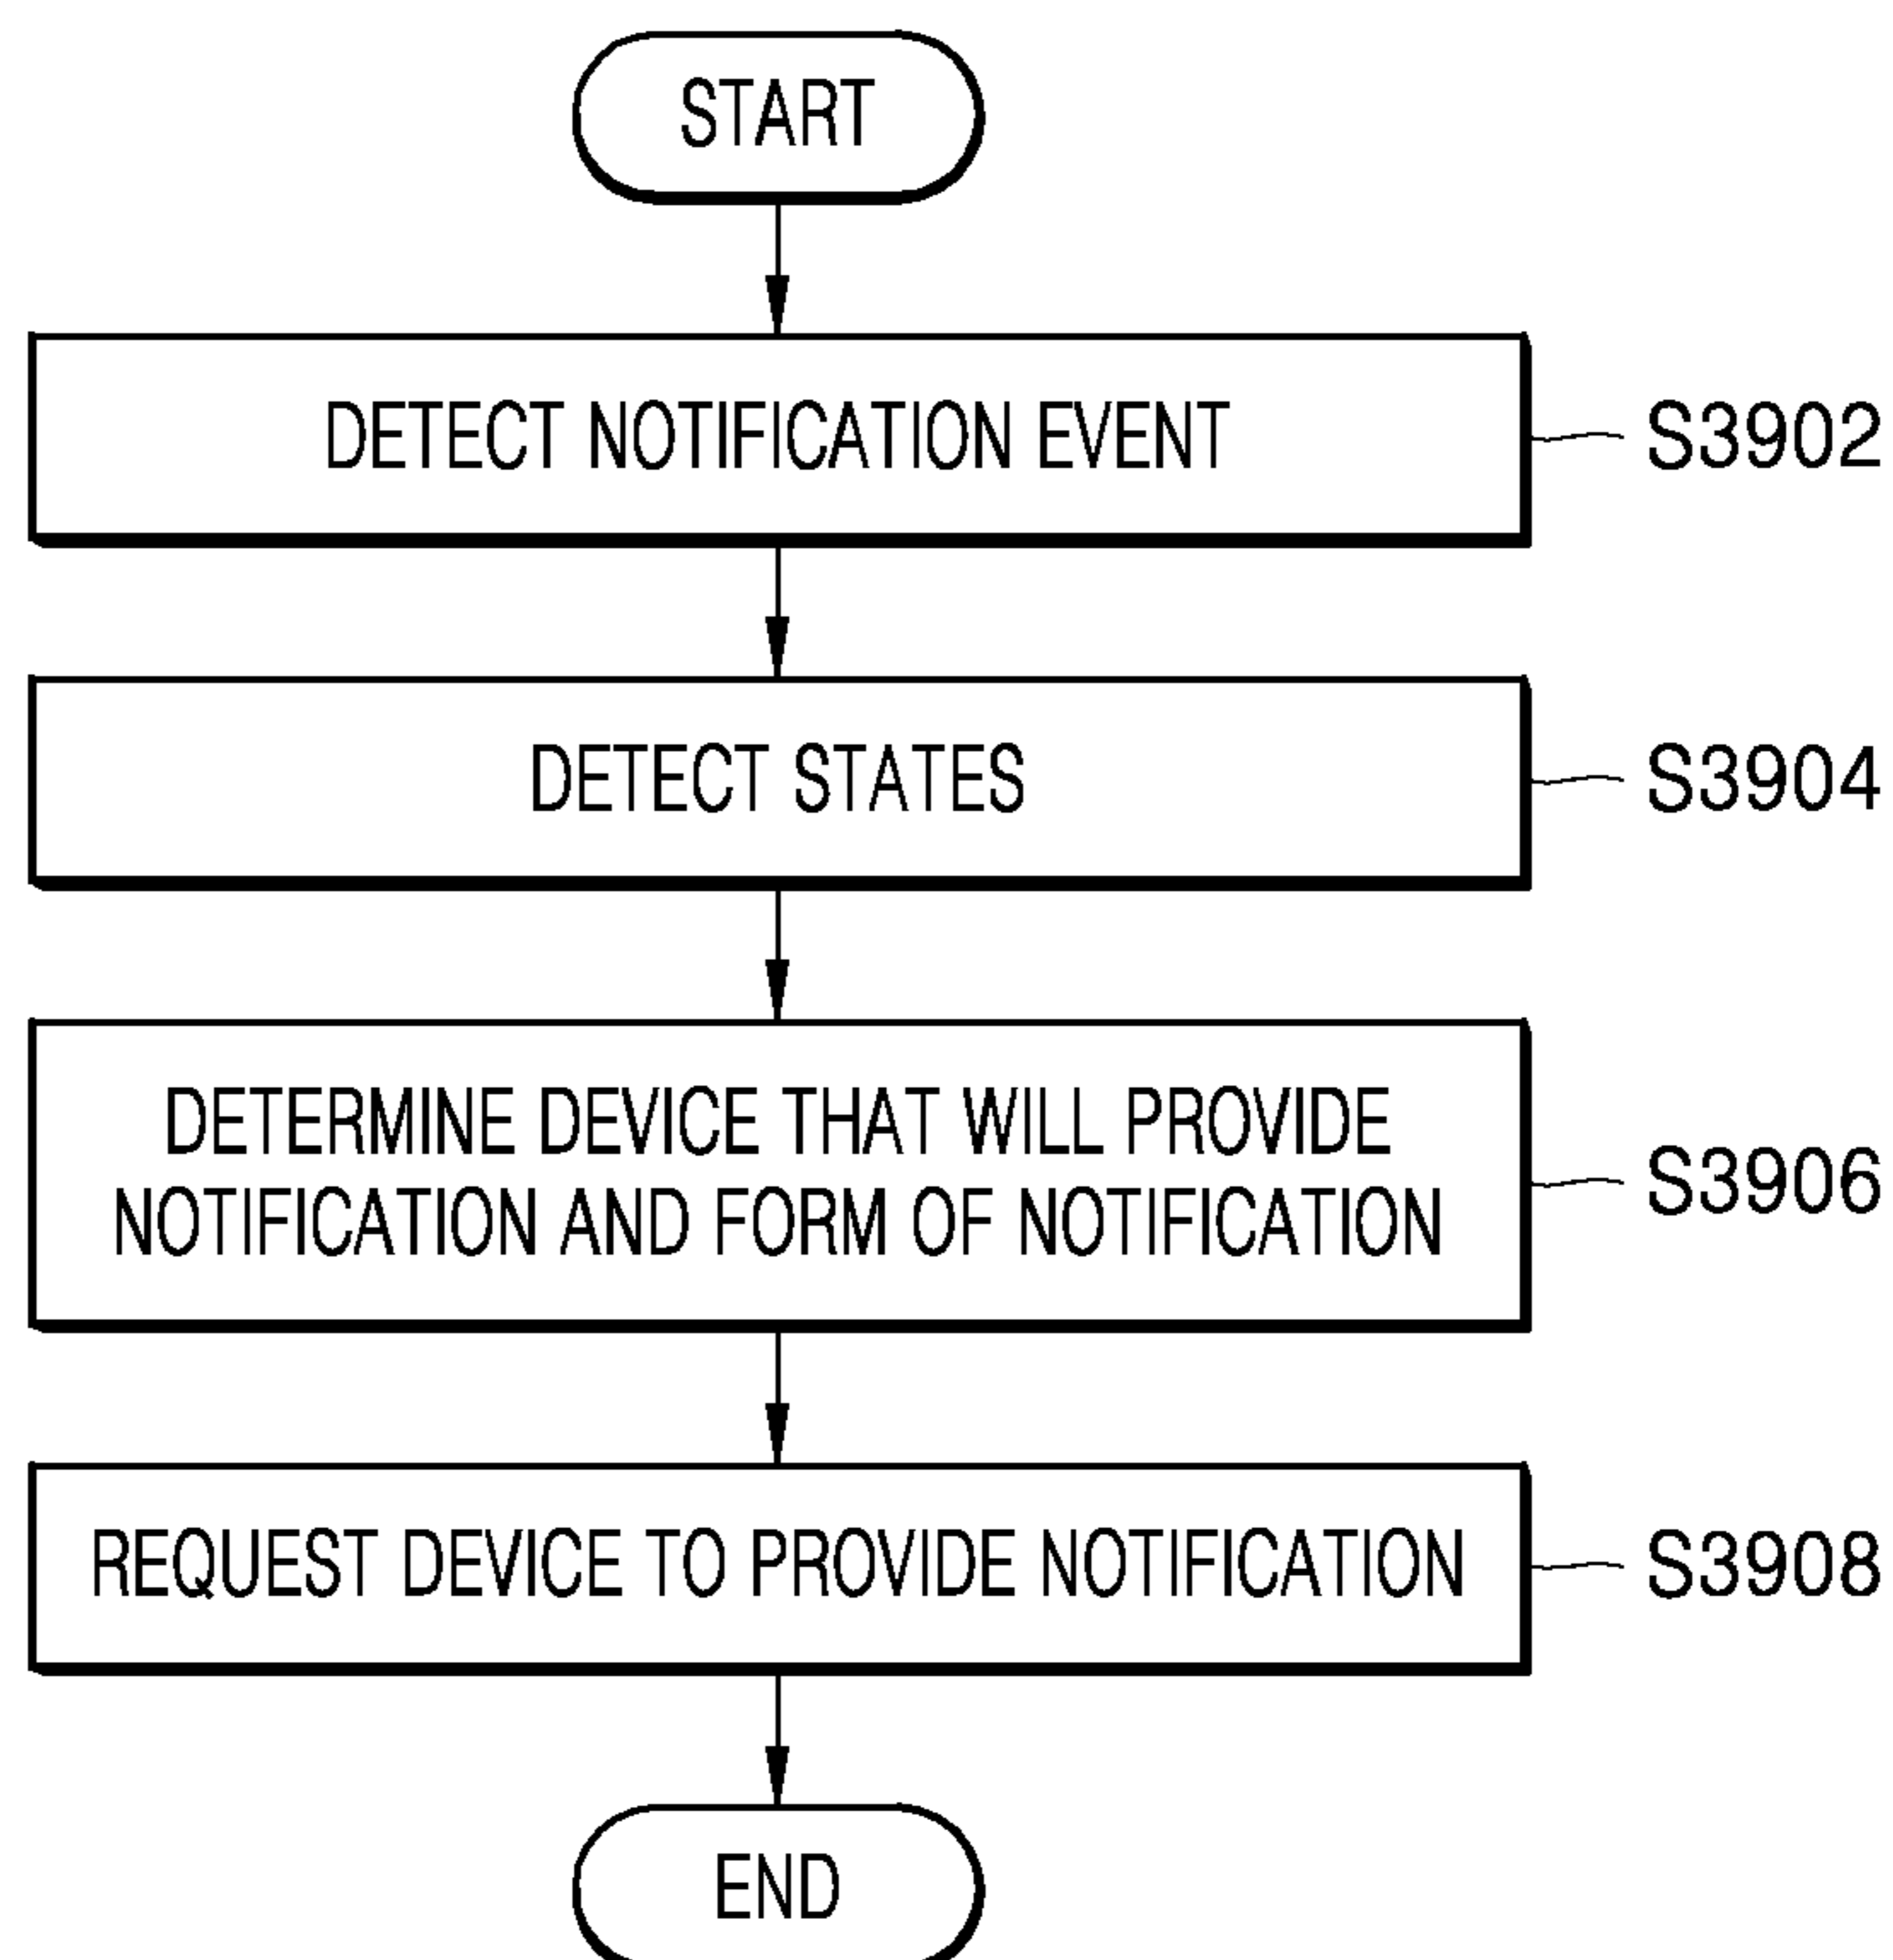 START
DETECT NOTIFICATION EVENT
S3902
DETECT STATES
S3904
DETERMINE DEVICE THAT WILL PROVIDE
NOTIFICATION AND FORM OF NOTIFICATION
S3906
REQUEST DEVICE TO PROVIDE NOTIFICATION
S3908
END